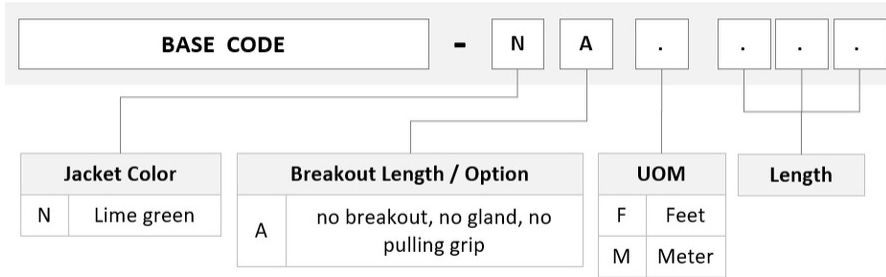 BASE CODE - N A . . . .
Jacket Color
N Lime green
Breakout Length / Option
A no breakout, no gland, no
pulling grip
UOM
F Feet
M Meter
Length